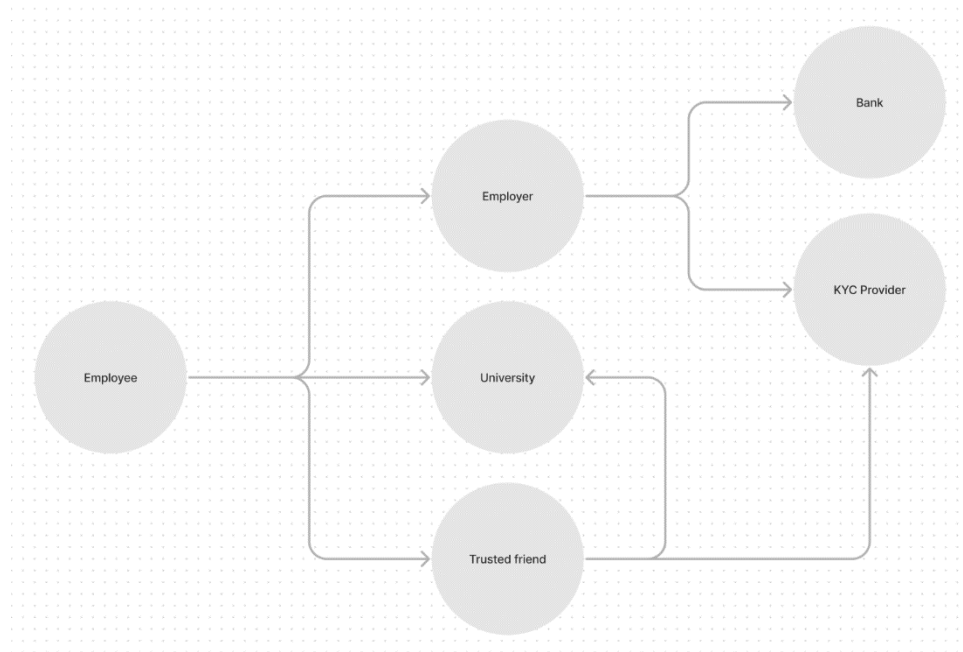 Bank
Employer
KYC Provider
Employee
University
Trusted friend